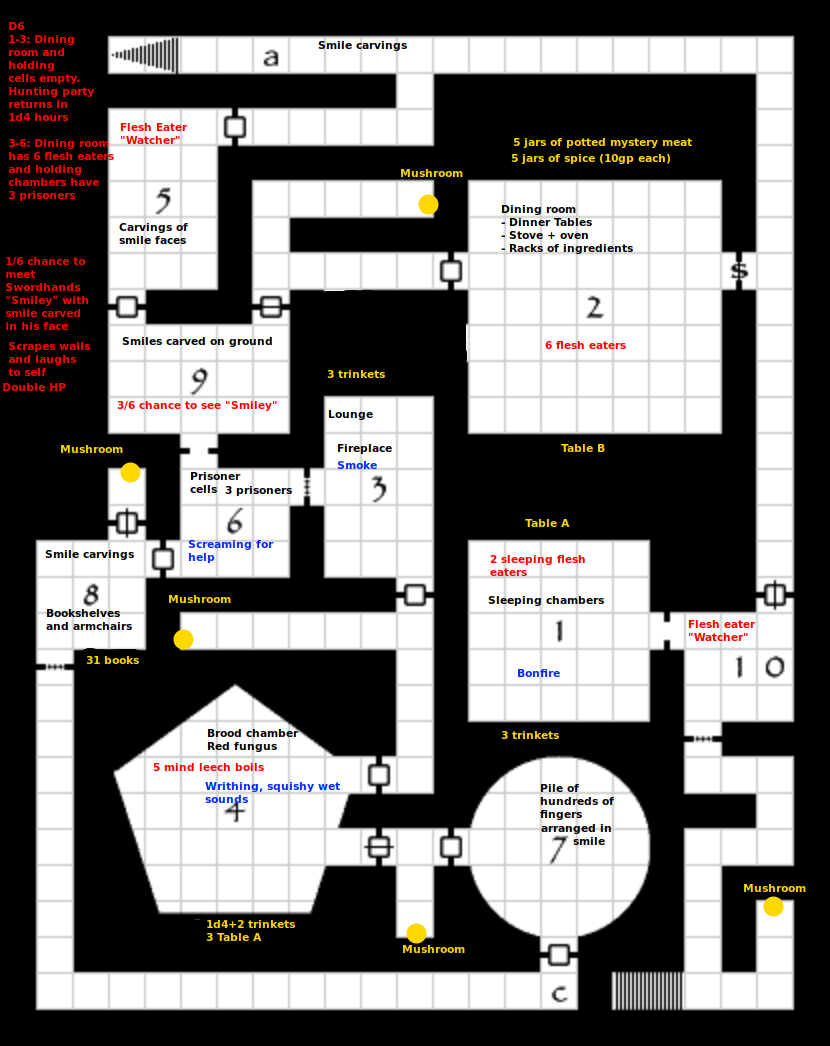 D6
1-3: Dining
room and
holding
cells empty.
Hunting party
returns in
1d4 hours
3-6: Dining room
has 6 flesh eaters
and holding
chambers have
3 prisoners
1/6 chance to
meet
Swordhands
"Smiley" with
smile carved
in his face
Scrapes walls
and laughs
to self
Double HP
a
Smile carvings
Flesh Eater
"Watcher"
5
Carvings of
smile faces
Mushroom
5 jars of potted mystery meat
5 jars of spice (10gp each)
Dining room
- Dinner Tables
- Stove + oven
- Racks of ingredients
S
2
6 flesh eaters
Table B
Smiles carved on ground
9
3/6 chance to see "Smiley"
3 trinkets
Lounge
Fireplace
Smoke
3
Mushroom
Prisoner
cells 3 prisoners
6
Screaming for
help
Smile carvings
8
Bookshelves
and armchairs
31 books
Mushroom
Table A
2 sleeping flesh
eaters
Sleeping chambers
1
Bonfire
3 trinkets
Flesh eater
"Watcher"
10
Brood chamber
Red fungus
5 mind leech boils
Writhing, squishy wet
sounds
4
1d4+2 trinkets
3 Table A
Pile of
hundreds of
fingers
arranged in
smile
7
Mushroom
Mushroom
c